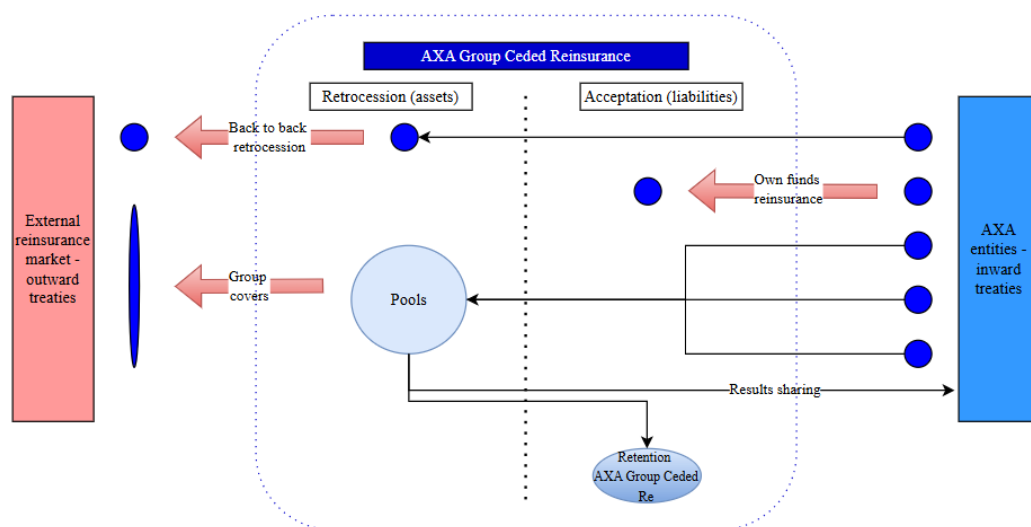 AXA Group Ceded Reinsurance
Retrocession (assets)
Acceptation (liabilities)
Back to back
retrocession
Own funds
reinsurance
External
reinsurance
market -
outward
treaties
AXA
entities -
inward
treaties
Group
covers
Pools
Results sharing
Retention
AXA Group Ceded
Re